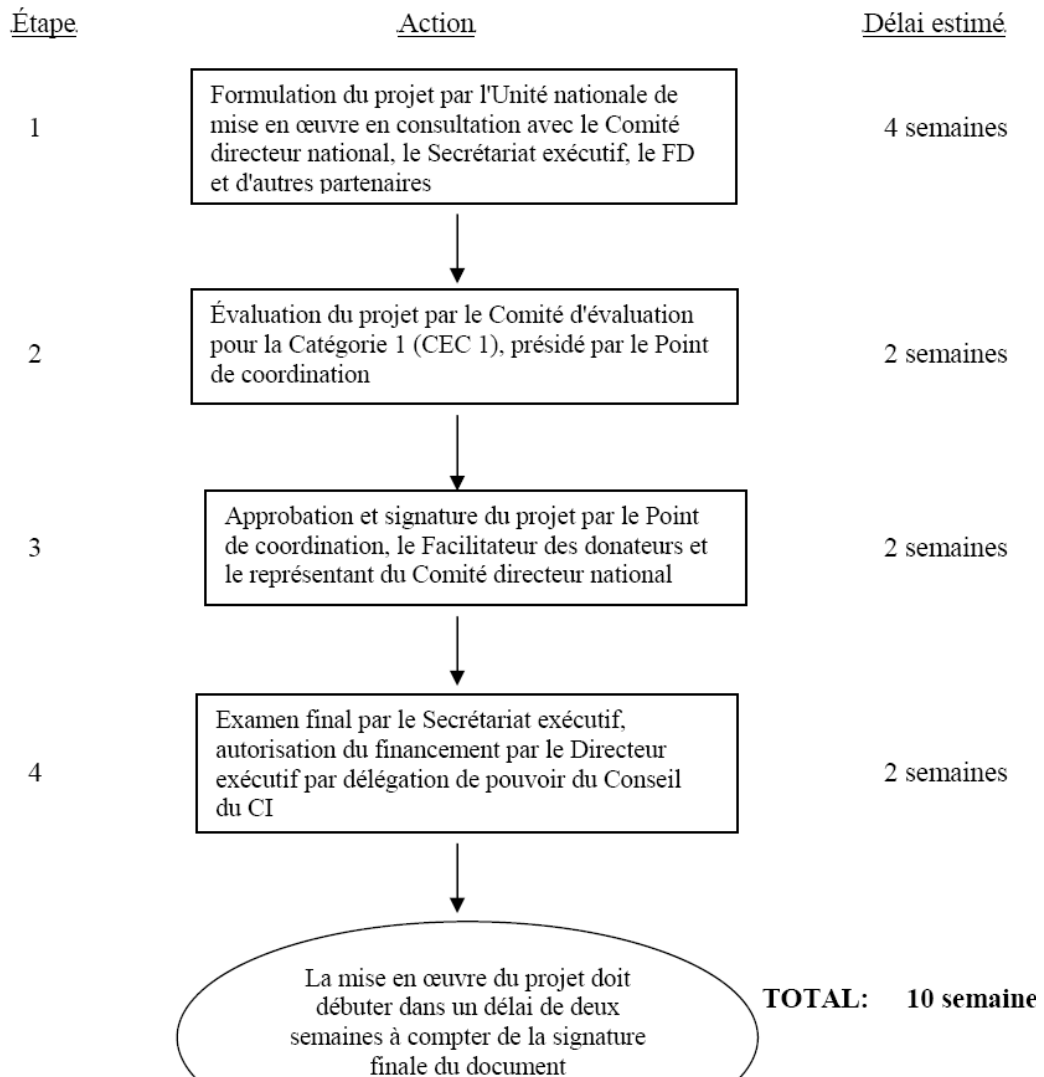 Étape Action Délai estimé
1
Formulation du projet par l'Unité nationale de
mise en œuvre en consultation avec le Comité
directeur national, le Secrétariat exécutif, le FD
et d'autres partenaires
4 semaines
2
Évaluation du projet par le Comité d'évaluation
pour la Catégorie 1 (CEC 1), présidé par le Point
de coordination
2 semaines
3
Approbation et signature du projet par le Point
de coordination, le Facilitateur des donateurs et
le représentant du Comité directeur national
2 semaines
4
Examen final par le Secrétariat exécutif,
autorisation du financement par le Directeur
exécutif par délégation de pouvoir du Conseil
du CI
2 semaines
La mise en œuvre du projet doit
débuter dans un délai de deux
semaines à compter de la signature
finale du document
TOTAL: 10 semaine